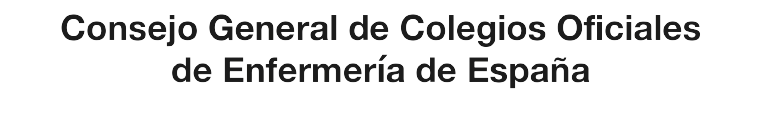 Consejo General de Colegios Oficiales
de Enfermería de España